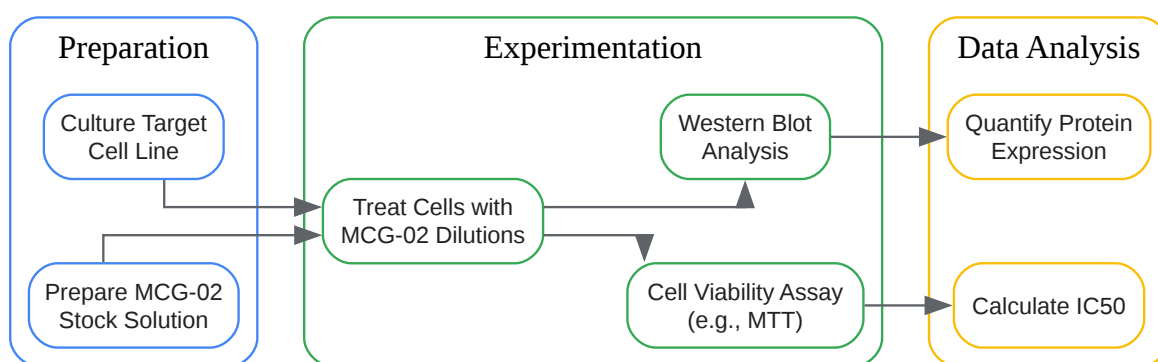 Preparation
Culture Target
Cell Line
Prepare MCG-02
Stock Solution
Experimentation
Treat Cells with
MCG-02 Dilutions
Western Blot
Analysis
Cell Viability Assay
(e.g., MTT)
Data Analysis
Quantify Protein
Expression
Calculate IC50